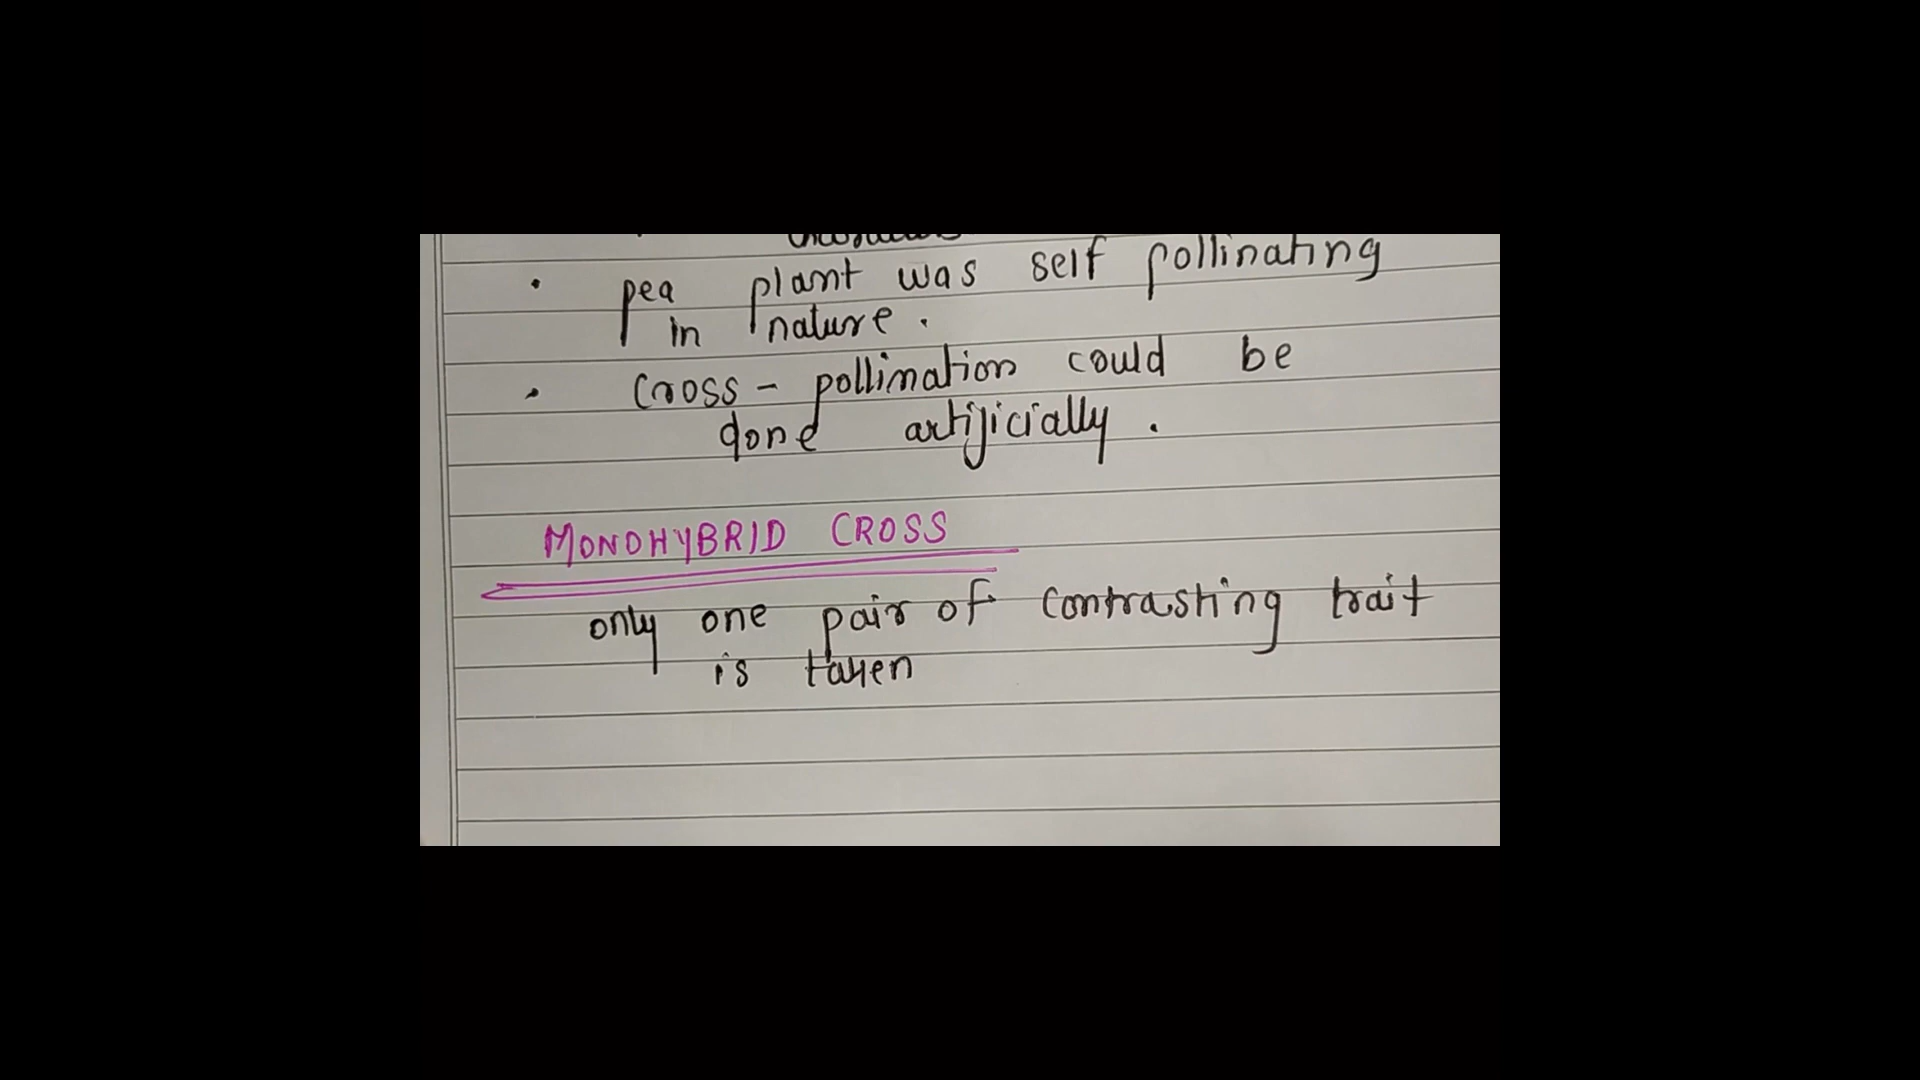 • pea plant was self pollinating
in nature.
• Cross - pollination could be
done artificially.
MONOHYBRID CROSS
only one pair of contrasting trait
is taken